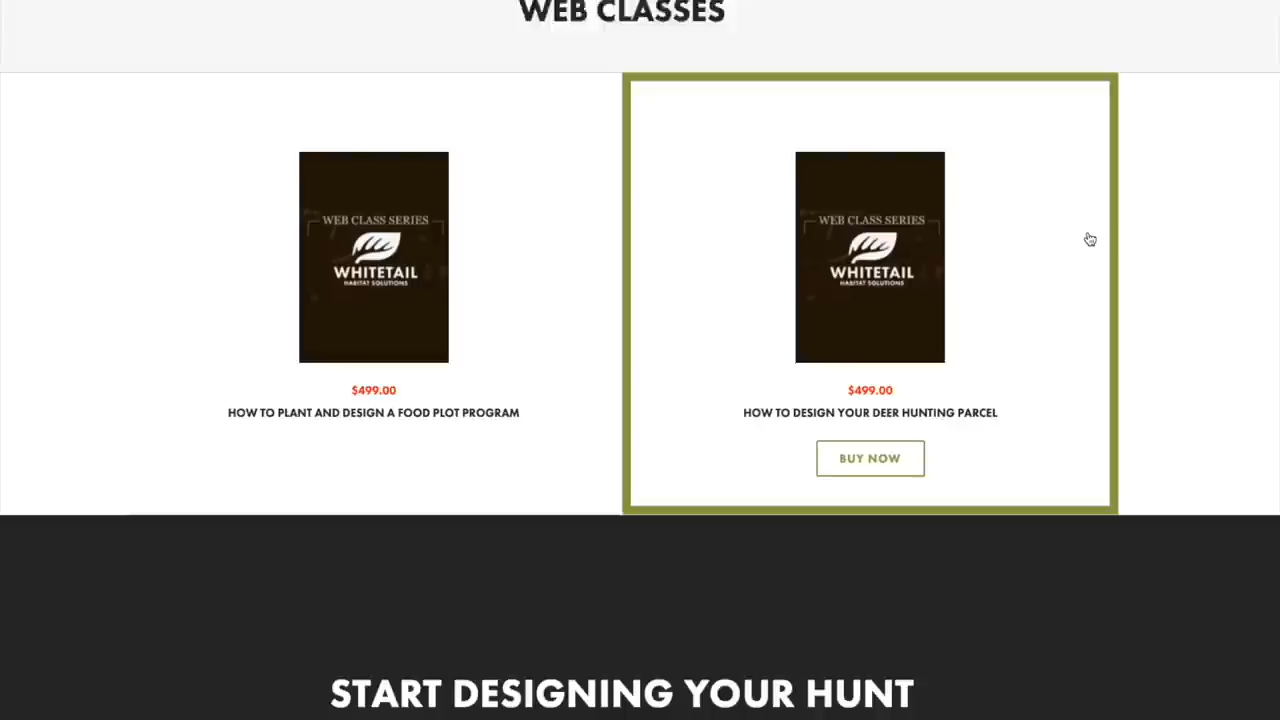 WEB CLASSES
WEB CLASS SERIES
WHITETAIL
HABITAT SOLUTIONS
$499.00
HOW TO PLANT AND DESIGN A FOOD PLOT PROGRAM
WEB CLASS SERIES
WHITETAIL
HABITAT SOLUTIONS
$499.00
HOW TO DESIGN YOUR DEER HUNTING PARCEL
BUY NOW
START DESIGNING YOUR HUNT